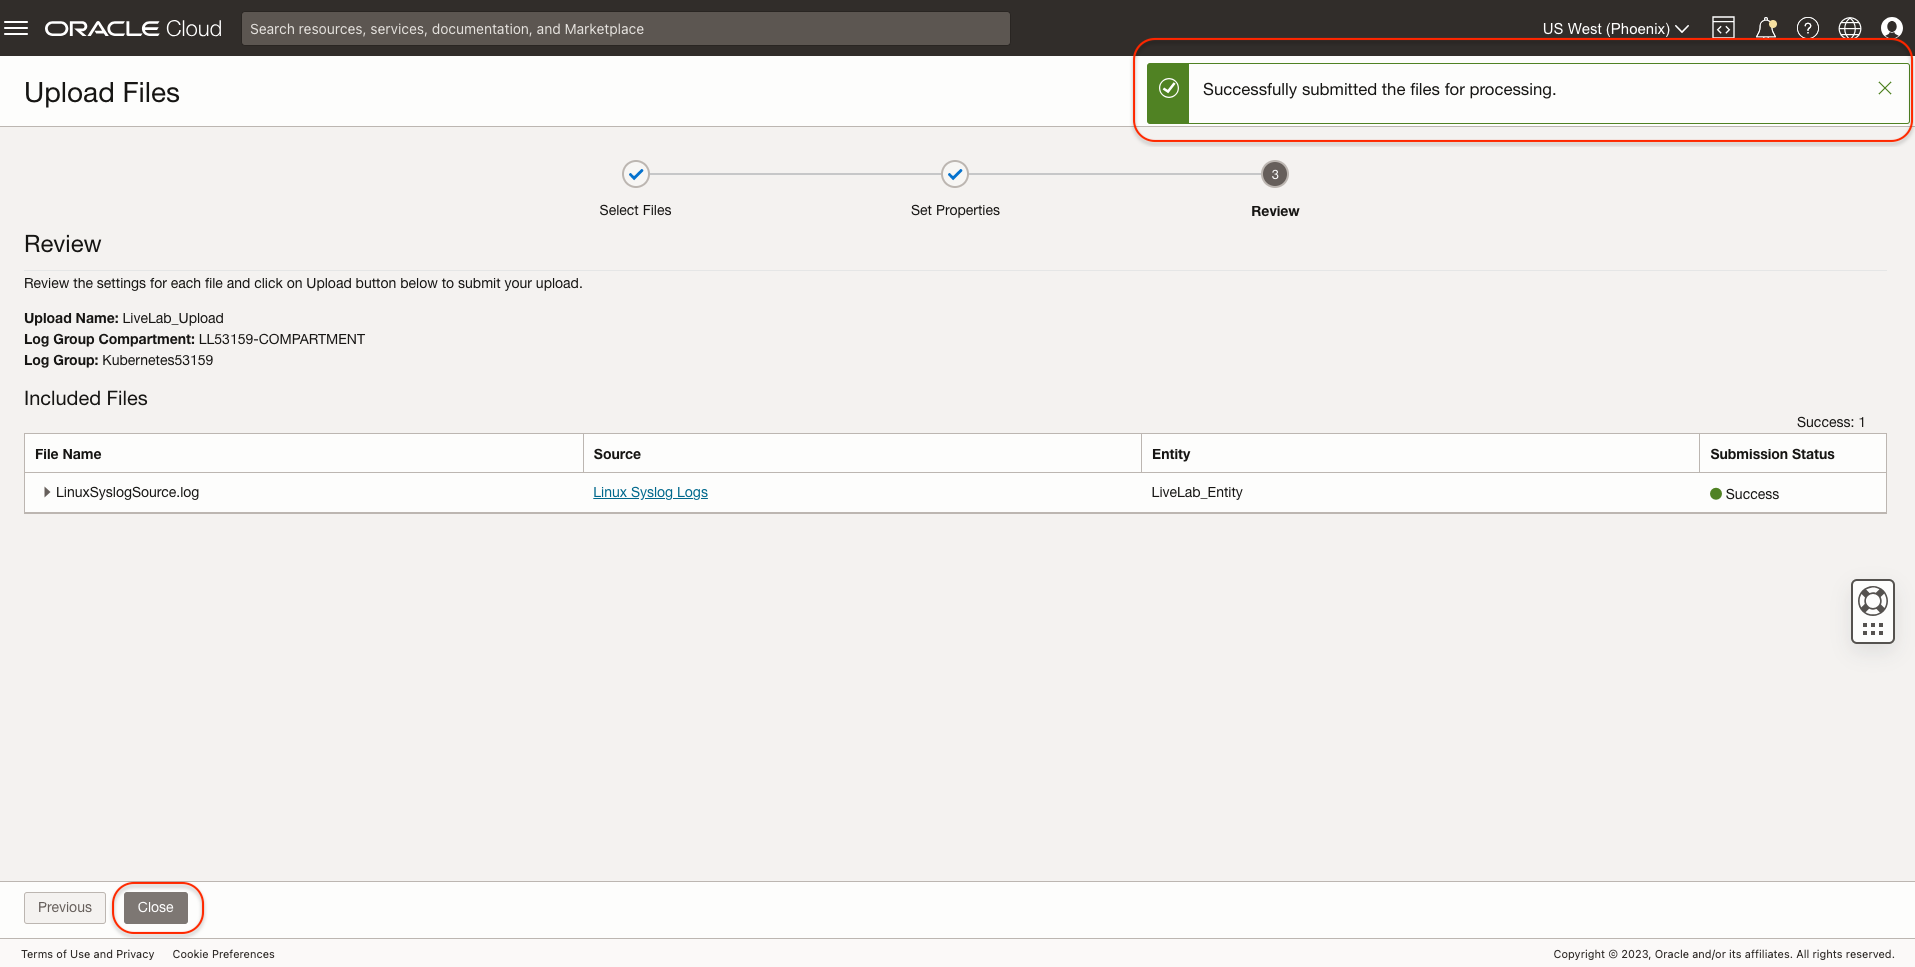 ORACLE Cloud
Search resources, services, documentation, and Marketplace
US West (Phoenix)
Upload Files
Successfully submitted the files for processing.
3
Select Files
Set Properties
Review
Review
Review the settings for each file and click on Upload button below to submit your upload.
Upload Name: LiveLab_Upload
Log Group Compartment: LL53159-COMPARTMENT
Log Group: Kubernetes53159
Included Files
Success: 1
File Name Source Entity Submission Status
LinuxSyslogSource.log Linux Syslog Logs LiveLab_Entity Success
Previous Close
Terms of Use and Privacy Cookie Preferences Copyright © 2023, Oracle and/or its affiliates. All rights reserved.